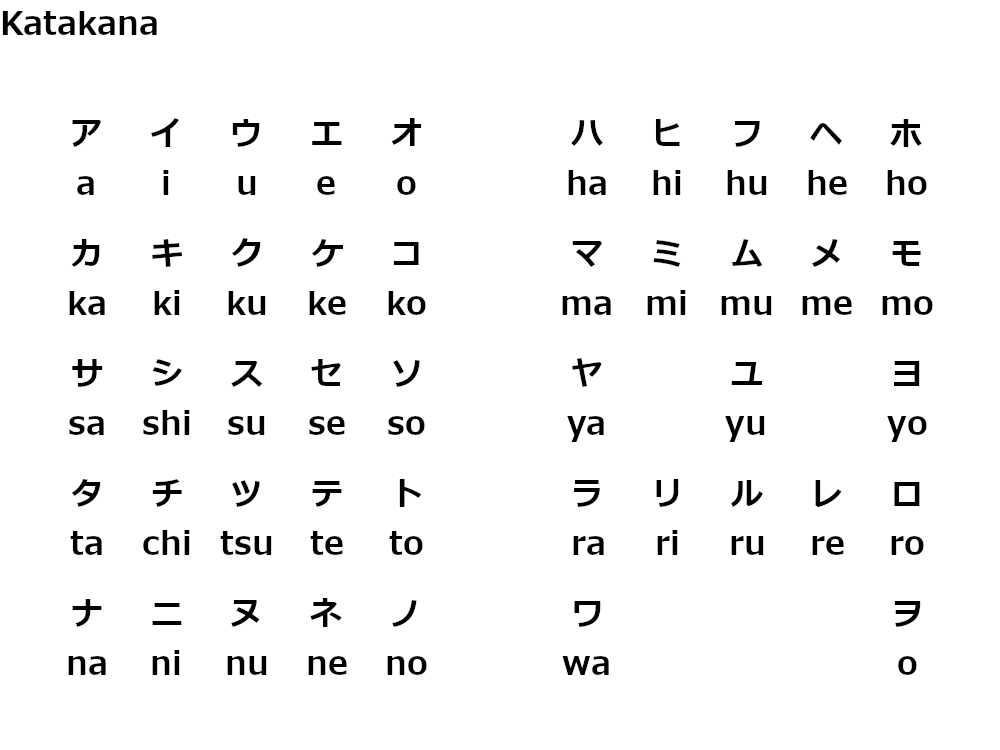 Katakana
ア イ ウ エ オ
a i u e o
カ キ ク ケ コ
ka ki ku ke ko
サ シ ス セ ソ
sa shi su se so
タ チ ツ テ ト
ta chi tsu te to
ナ ニ ヌ ネ ノ
na ni nu ne no
ハ ヒ フ ヘ ホ
ha hi hu he ho
マ ミ ム メ モ
ma mi mu me mo
ヤ ユ ヨ
ya yu yo
ラ リ ル レ ロ
ra ri ru re ro
ワ ヲ
wa o